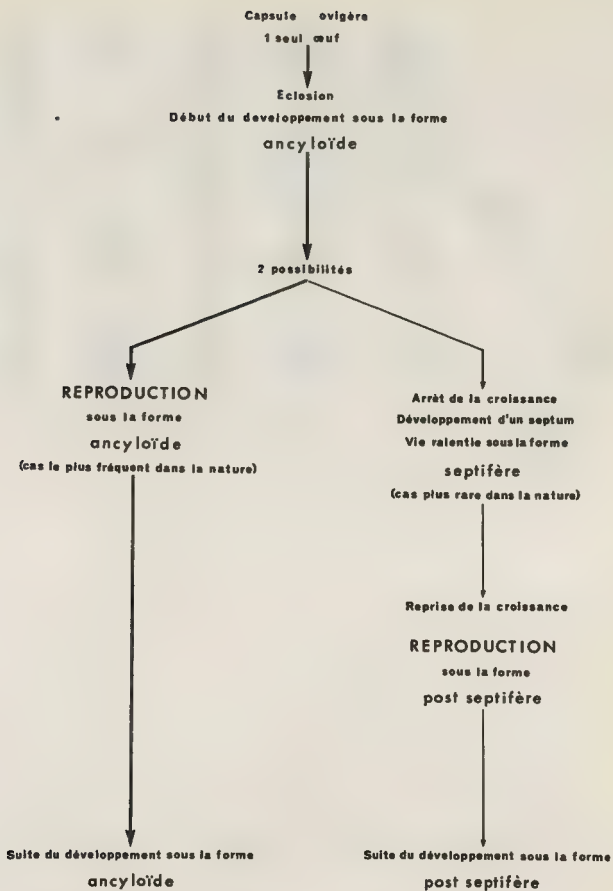 Capsule ovigère
1 seul œuf
Eclosion
Début du developpement sous la forme
ancyloïde
2 possibilités
REPRODUCTION
sous la forme
ancyloïde
(cas le plus fréquent dans la nature)
Arrêt de la croissance
Développement d'un septum
Vie ralentie sous la forme
septifère
(cas plus rare dans la nature)
Reprise de la croissance
REPRODUCTION
sous la forme
post septifère
Suite du développement sous la forme
ancyloïde
Suite du développement sous la forme
post septifère